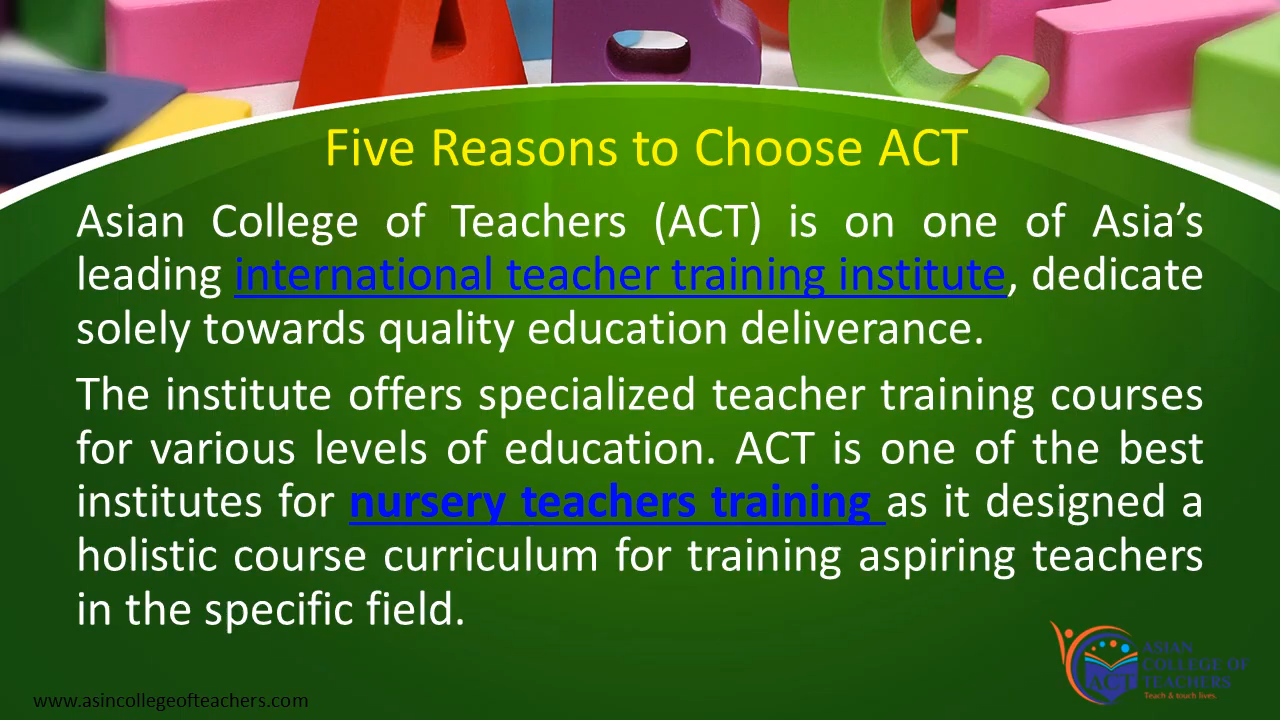 Five Reasons to Choose ACT
Asian College of Teachers (ACT) is on one of Asia’s
leading international teacher training institute, dedicate
solely towards quality education deliverance.
The institute offers specialized teacher training courses
for various levels of education. ACT is one of the best
institutes for nursery teachers training as it designed a
holistic course curriculum for training aspiring teachers
in the specific field.
ACT
ASIAN
COLLEGE OF
TEACHERS
Teach & touch lives.
www.asincollegeofteachers.com